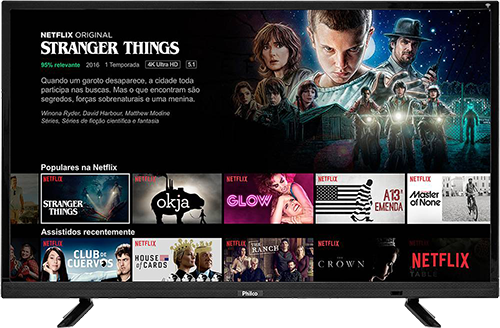 NETFLIX ORIGINAL
STRANGER THINGS
95% relevante 2016 1 Temporada 4K Ultra HD 5.1
Quando um garoto desaparece, a cidade toda
participa nas buscas. Mas o que encontram são
segredos, forças sobrenaturais e uma menina.
Winona Ryder, David Harbour, Matthew Modine
Séries, Séries de ficção científica e fantasia
Populares na Netflix
NETFLIX NETFLIX NETFLIX NETFLIX NETFLIX
STRANGER THINGS okja GLOW A 13ª EMENDA Master of None
Assistidos recentemente
NETFLIX NETFLIX NETFLIX NETFLIX NETFLIX
CLUB DE CUERVOS HOUSE of CARDS THE RANCH THE CROWN CHEF'S TABLE
Philco